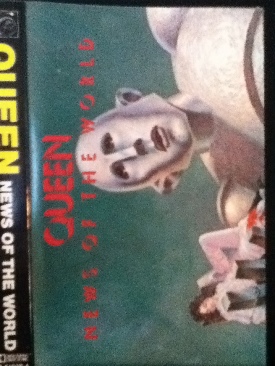 QUEEN NEWS OF THE WORLD
QUEEN
NEWS OF THE WORLD